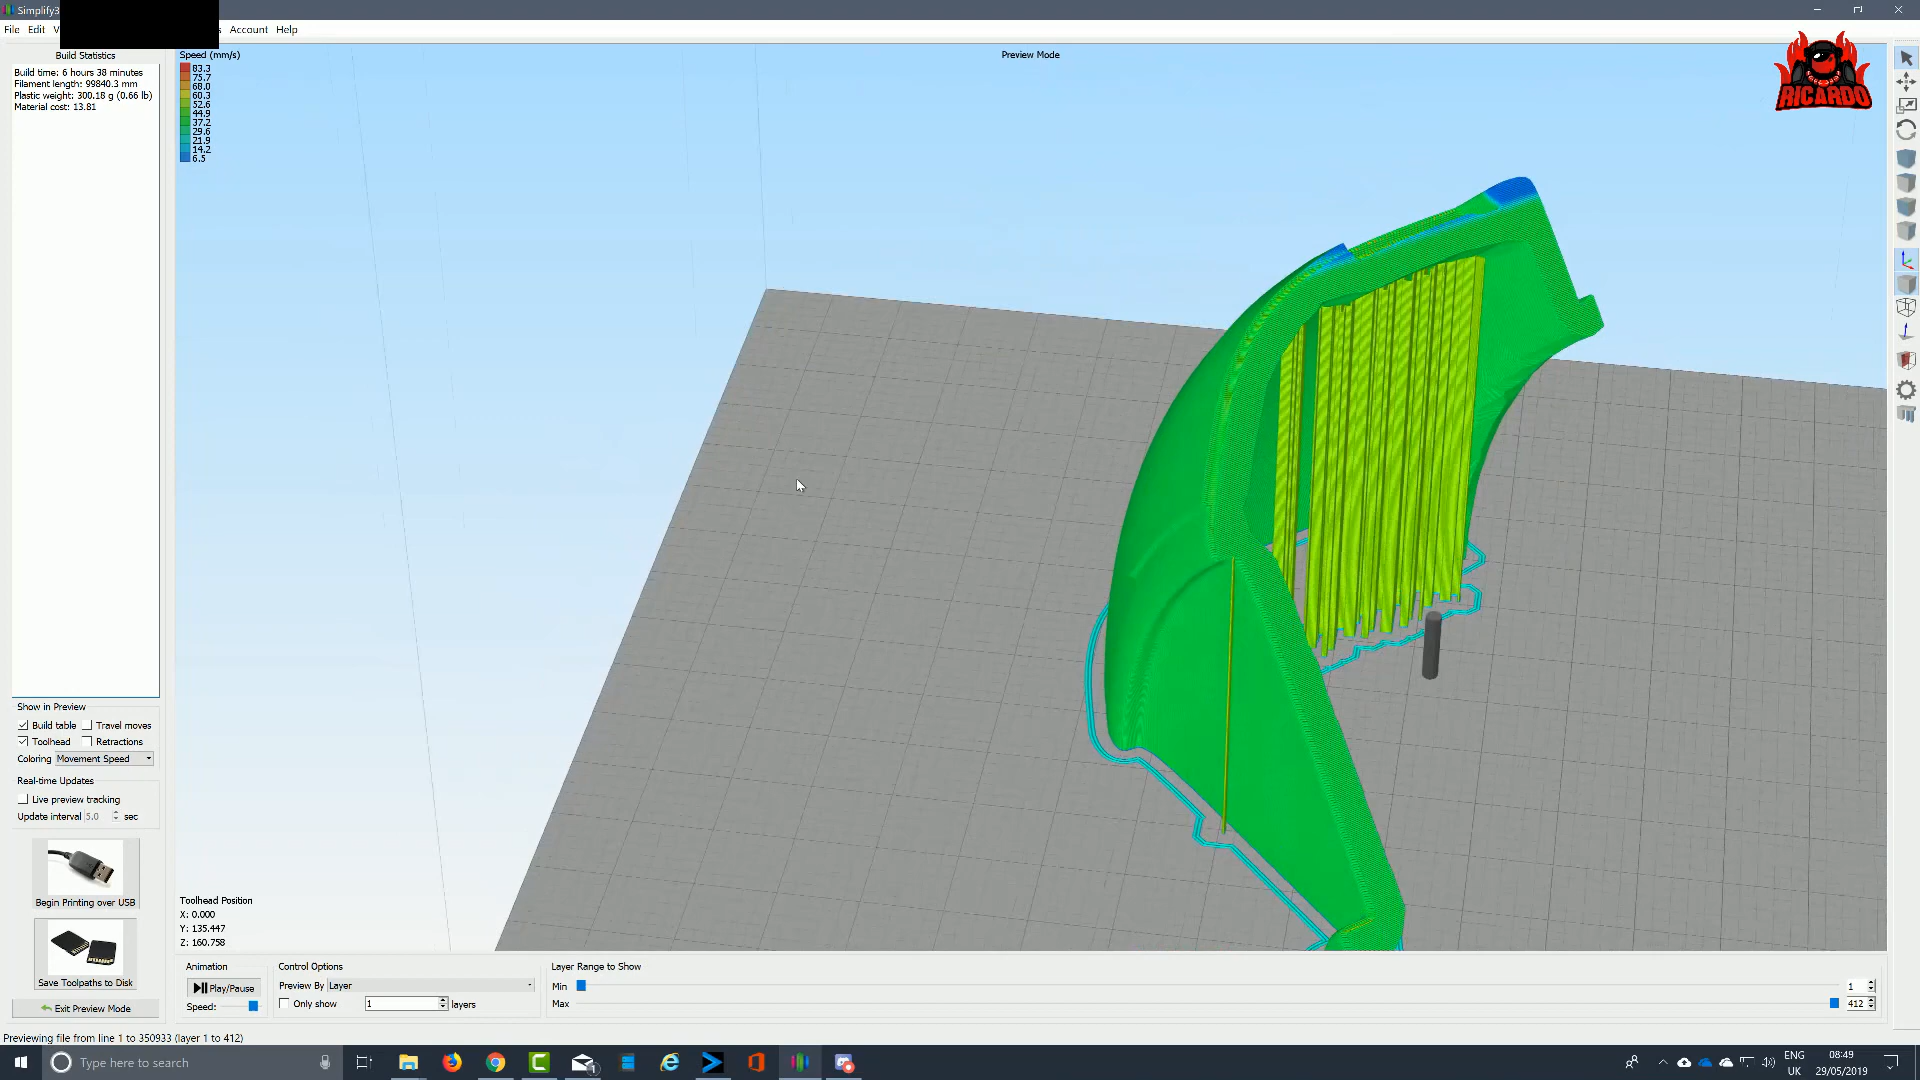 Simplify3
File Edit V
Account Help
Build Statistics
Speed (mm/s)
Preview Mode
Build time: 6 hours 38 minutes
Filament length: 99840.3 mm
Plastic weight: 300.18 g (0.66 lb)
Material cost: 13.81
83.3
75.7
68.0
60.3
52.6
44.9
37.2
29.6
21.9
14.2
6.5
RICARDO
Show in Preview
Build table Travel moves
Toolhead Retractions
Coloring Movement Speed
Real-time Updates
Live preview tracking
Update interval 5.0 sec
Begin Printing over USB
Save Toolpaths to Disk
Exit Preview Mode
Toolhead Position
X: 0.000
Y: 135.447
Z: 160.758
Animation
Play/Pause
Speed:
Control Options
Preview By Layer
Only show 1 layers
Layer Range to Show
Min 1
Max 412
Previewing file from line 1 to 350933 (layer 1 to 412)
Type here to search
1
ENG
UK
08:49
29/05/2019